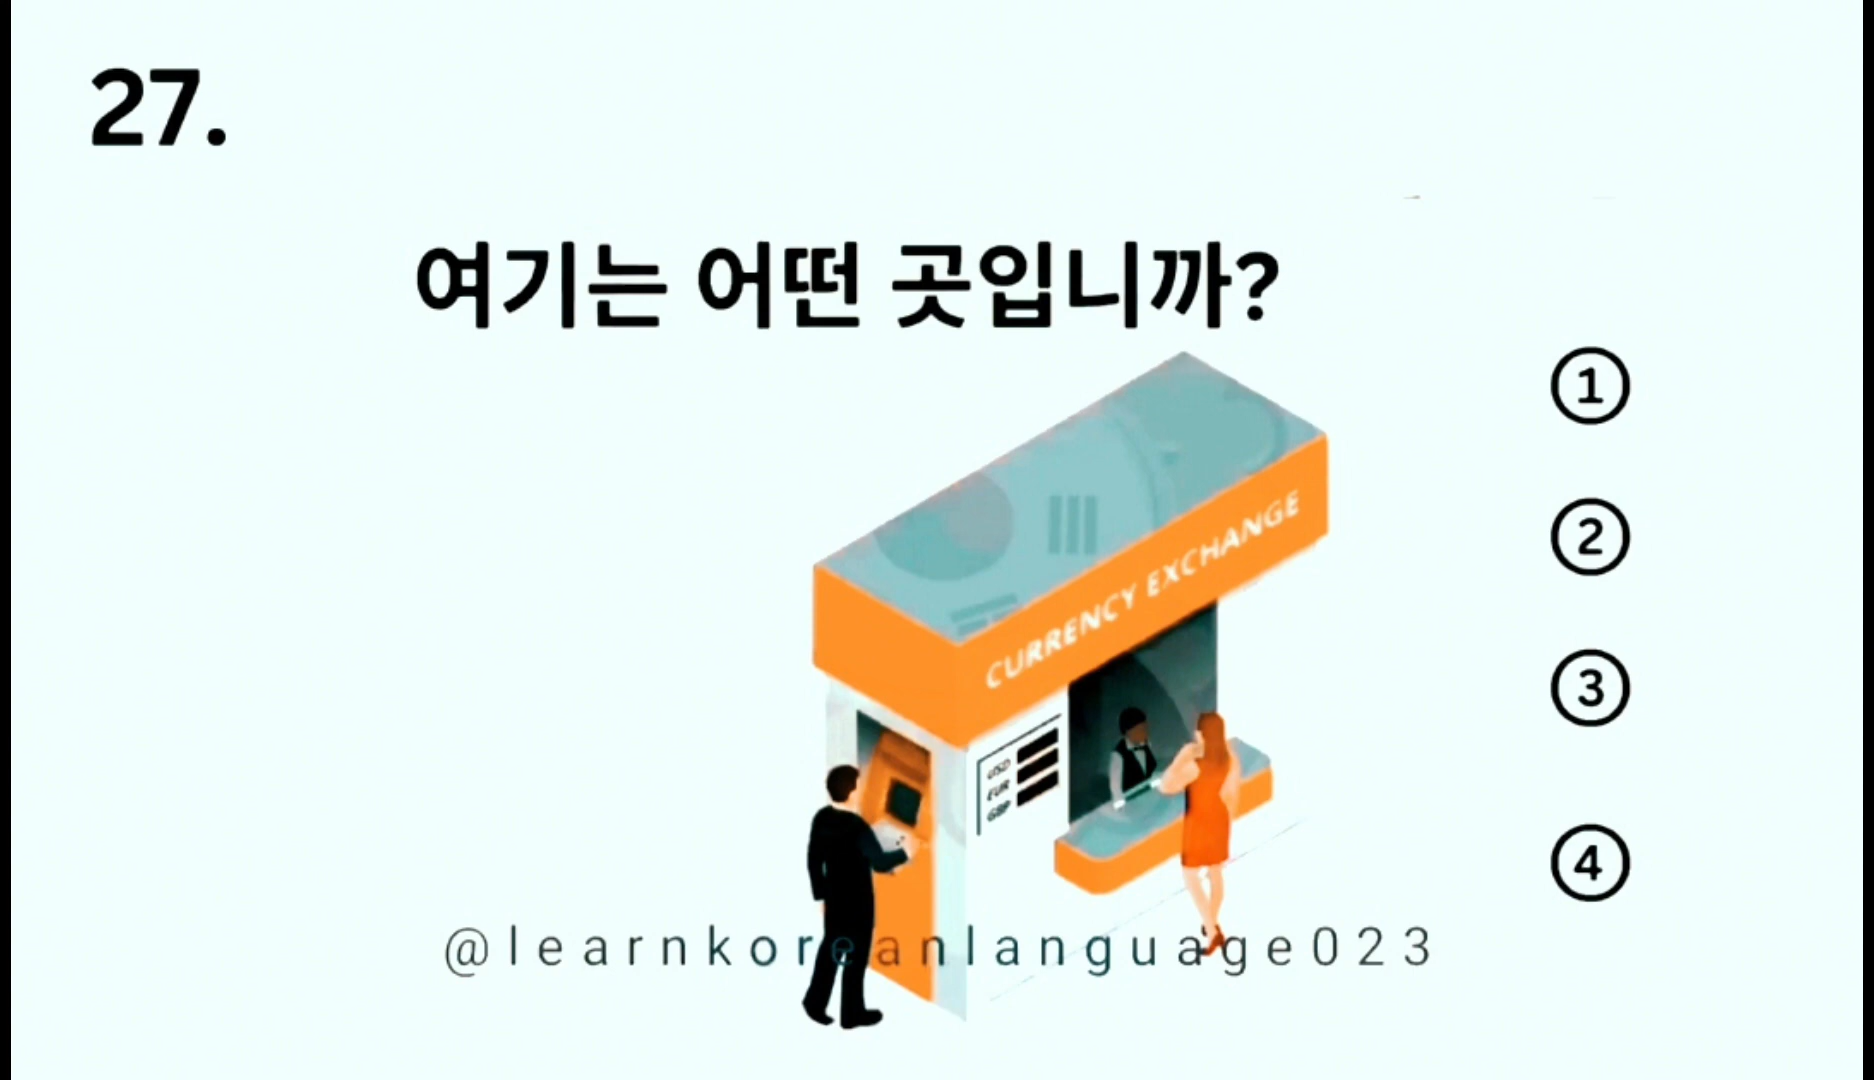 27.
여기는 어떤 곳입니까?
①
②
③
④
CURRENCY EXCHANGE
USD
EUR
GBP
@learnkoreanlanguage023